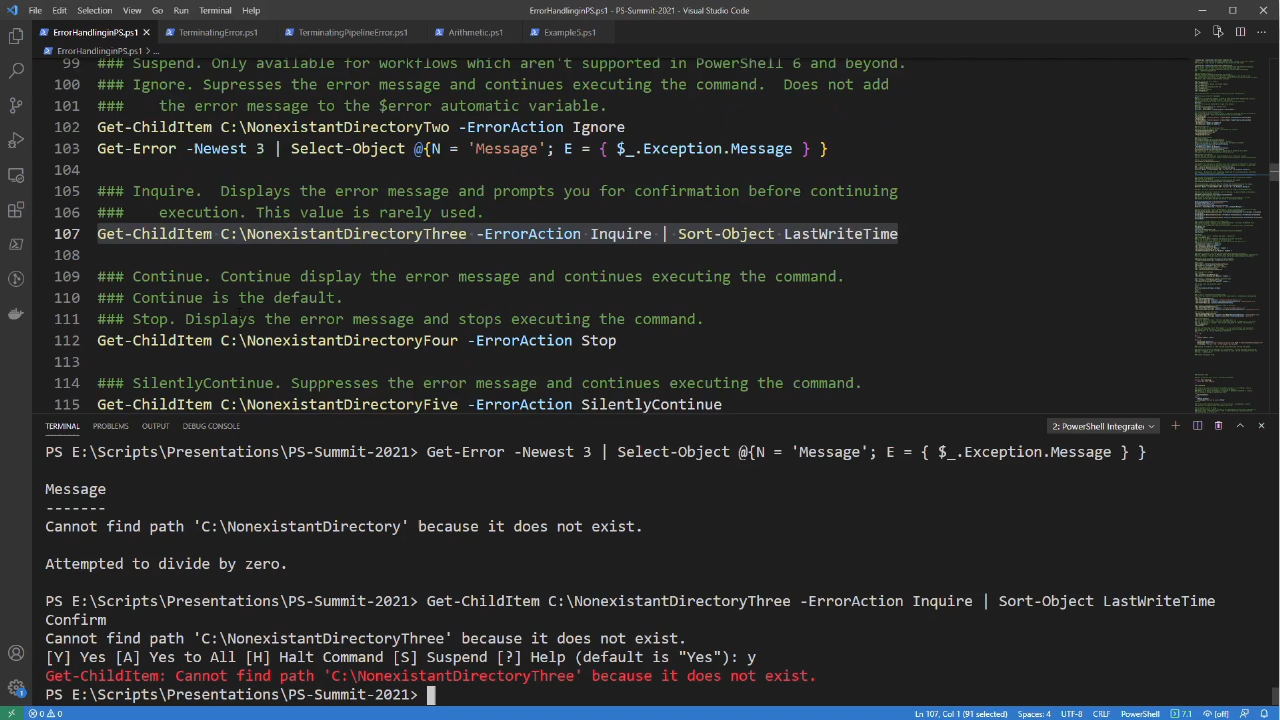 File Edit Selection View Go Run Terminal Help
ErrorHandlinginPS.ps1 - PS-Summit-2021 - Visual Studio Code
ErrorHandlinginPS.ps1 × TerminatingError.ps1 TerminatingPipelineError.ps1 Arithmetic.ps1 Example5.ps1
ErrorHandlinginPS.ps1 > ...
99 ### Suspend. Only available for workflows which aren't supported in PowerShell 6 and beyond.
100 ### Ignore. Supresses the error message and continues executing the command. Does not add
101 ###    the error message to the $error automatic variable.
102 Get-ChildItem C:\NonexistantDirectoryTwo -ErrorAction Ignore
103 Get-Error -Newest 3 | Select-Object @{N = 'Message'; E = { $_.Exception.Message } }
104
105 ### Inquire.  Displays the error message and prompts you for confirmation before continuing
106 ###    execution. This value is rarely used.
107 Get-ChildItem C:\NonexistantDirectoryThree -ErrorAction Inquire | Sort-Object LastWriteTime
108
109 ### Continue. Continue display the error message and continues executing the command.
110 ### Continue is the default.
111 ### Stop. Displays the error message and stops executing the command.
112 Get-ChildItem C:\NonexistantDirectoryFour -ErrorAction Stop
113
114 ### SilentlyContinue. Suppresses the error message and continues executing the command.
115 Get-ChildItem C:\NonexistantDirectoryFive -ErrorAction SilentlyContinue
TERMINAL PROBLEMS OUTPUT DEBUG CONSOLE
2: PowerShell Integrate
PS E:\Scripts\Presentations\PS-Summit-2021> Get-Error -Newest 3 | Select-Object @{N = 'Message'; E = { $_.Exception.Message } }
Message
-------
Cannot find path 'C:\NonexistantDirectory' because it does not exist.
Attempted to divide by zero.
PS E:\Scripts\Presentations\PS-Summit-2021> Get-ChildItem C:\NonexistantDirectoryThree -ErrorAction Inquire | Sort-Object LastWriteTime
Confirm
Cannot find path 'C:\NonexistantDirectoryThree' because it does not exist.
[Y] Yes [A] Yes to All [H] Halt Command [S] Suspend [?] Help (default is "Yes"): y
Get-ChildItem: Cannot find path 'C:\NonexistantDirectoryThree' because it does not exist.
PS E:\Scripts\Presentations\PS-Summit-2021>
0 0 Ln 107, Col 1 (91 selected) Spaces: 4 UTF-8 CRLF PowerShell 7.1 [off]